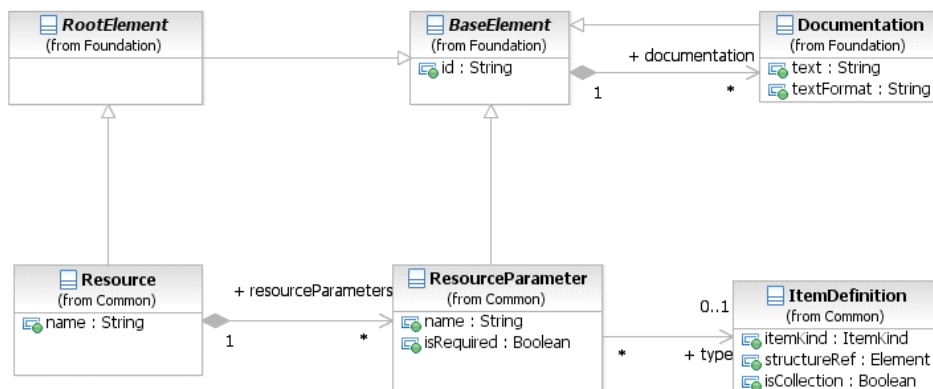 RootElement
(from Foundation)
BaseElement
(from Foundation)
id : String
Documentation
(from Foundation)
text : String
textFormat : String
+ documentation
1
*
Resource
(from Common)
name : String
+ resourceParameters
1
*
ResourceParameter
(from Common)
name : String
isRequired : Boolean
0..1
*
+ type
ItemDefinition
(from Common)
itemKind : ItemKind
structureRef : Element
isCollection : Boolean